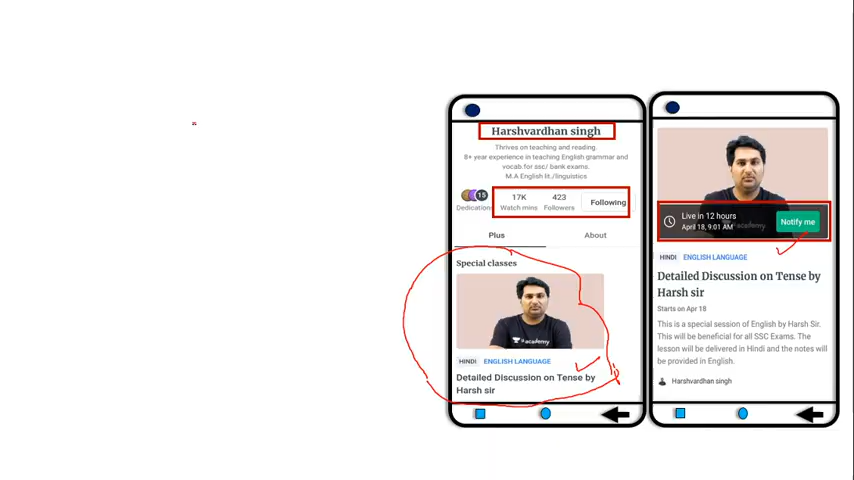 Harshvardhan singh
Thrives on teaching and reading.
8+ year experience in teaching English grammar and
vocab for ssc/ bank exams.
M.A English lit./linguistics
15
Dedications
17K
Watch mins
423
Followers
Following
Plus
About
Special classes
academy
HINDI ENGLISH LANGUAGE
Detailed Discussion on Tense by
Harsh sir
Live in 12 hours
April 18, 9:01 AM
Notify me
academy
HINDI ENGLISH LANGUAGE
Detailed Discussion on Tense by
Harsh sir
Starts on Apr 18
This is a special session of English by Harsh Sir.
This will be beneficial for all SSC Exams. The
lesson will be delivered in Hindi and the notes will
be provided in English.
Harshvardhan singh